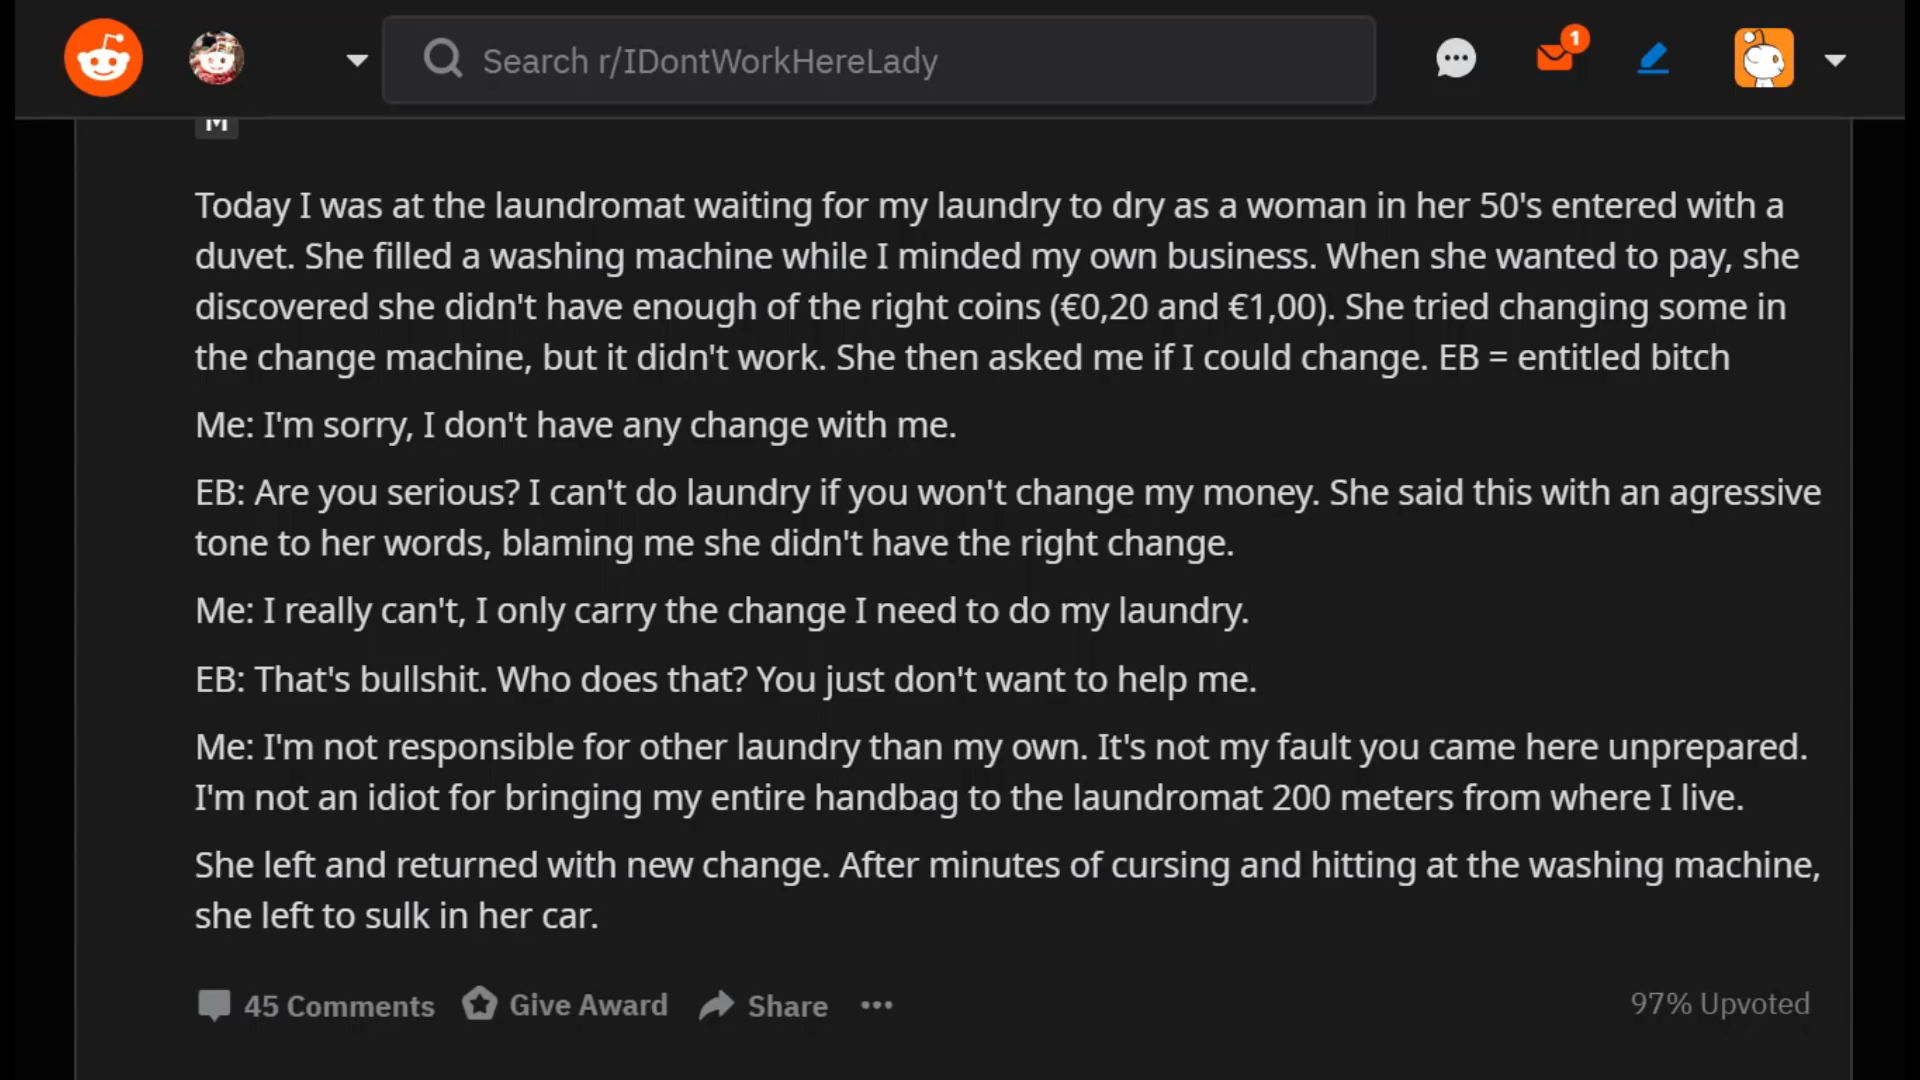 Search r/IDontWorkHereLady
1
M
Today I was at the laundromat waiting for my laundry to dry as a woman in her 50's entered with a
duvet. She filled a washing machine while I minded my own business. When she wanted to pay, she
discovered she didn't have enough of the right coins (€0,20 and €1,00). She tried changing some in
the change machine, but it didn't work. She then asked me if I could change. EB = entitled bitch
Me: I'm sorry, I don't have any change with me.
EB: Are you serious? I can't do laundry if you won't change my money. She said this with an agressive
tone to her words, blaming me she didn't have the right change.
Me: I really can't, I only carry the change I need to do my laundry.
EB: That's bullshit. Who does that? You just don't want to help me.
Me: I'm not responsible for other laundry than my own. It's not my fault you came here unprepared.
I'm not an idiot for bringing my entire handbag to the laundromat 200 meters from where I live.
She left and returned with new change. After minutes of cursing and hitting at the washing machine,
she left to sulk in her car.
45 Comments Give Award Share 97% Upvoted